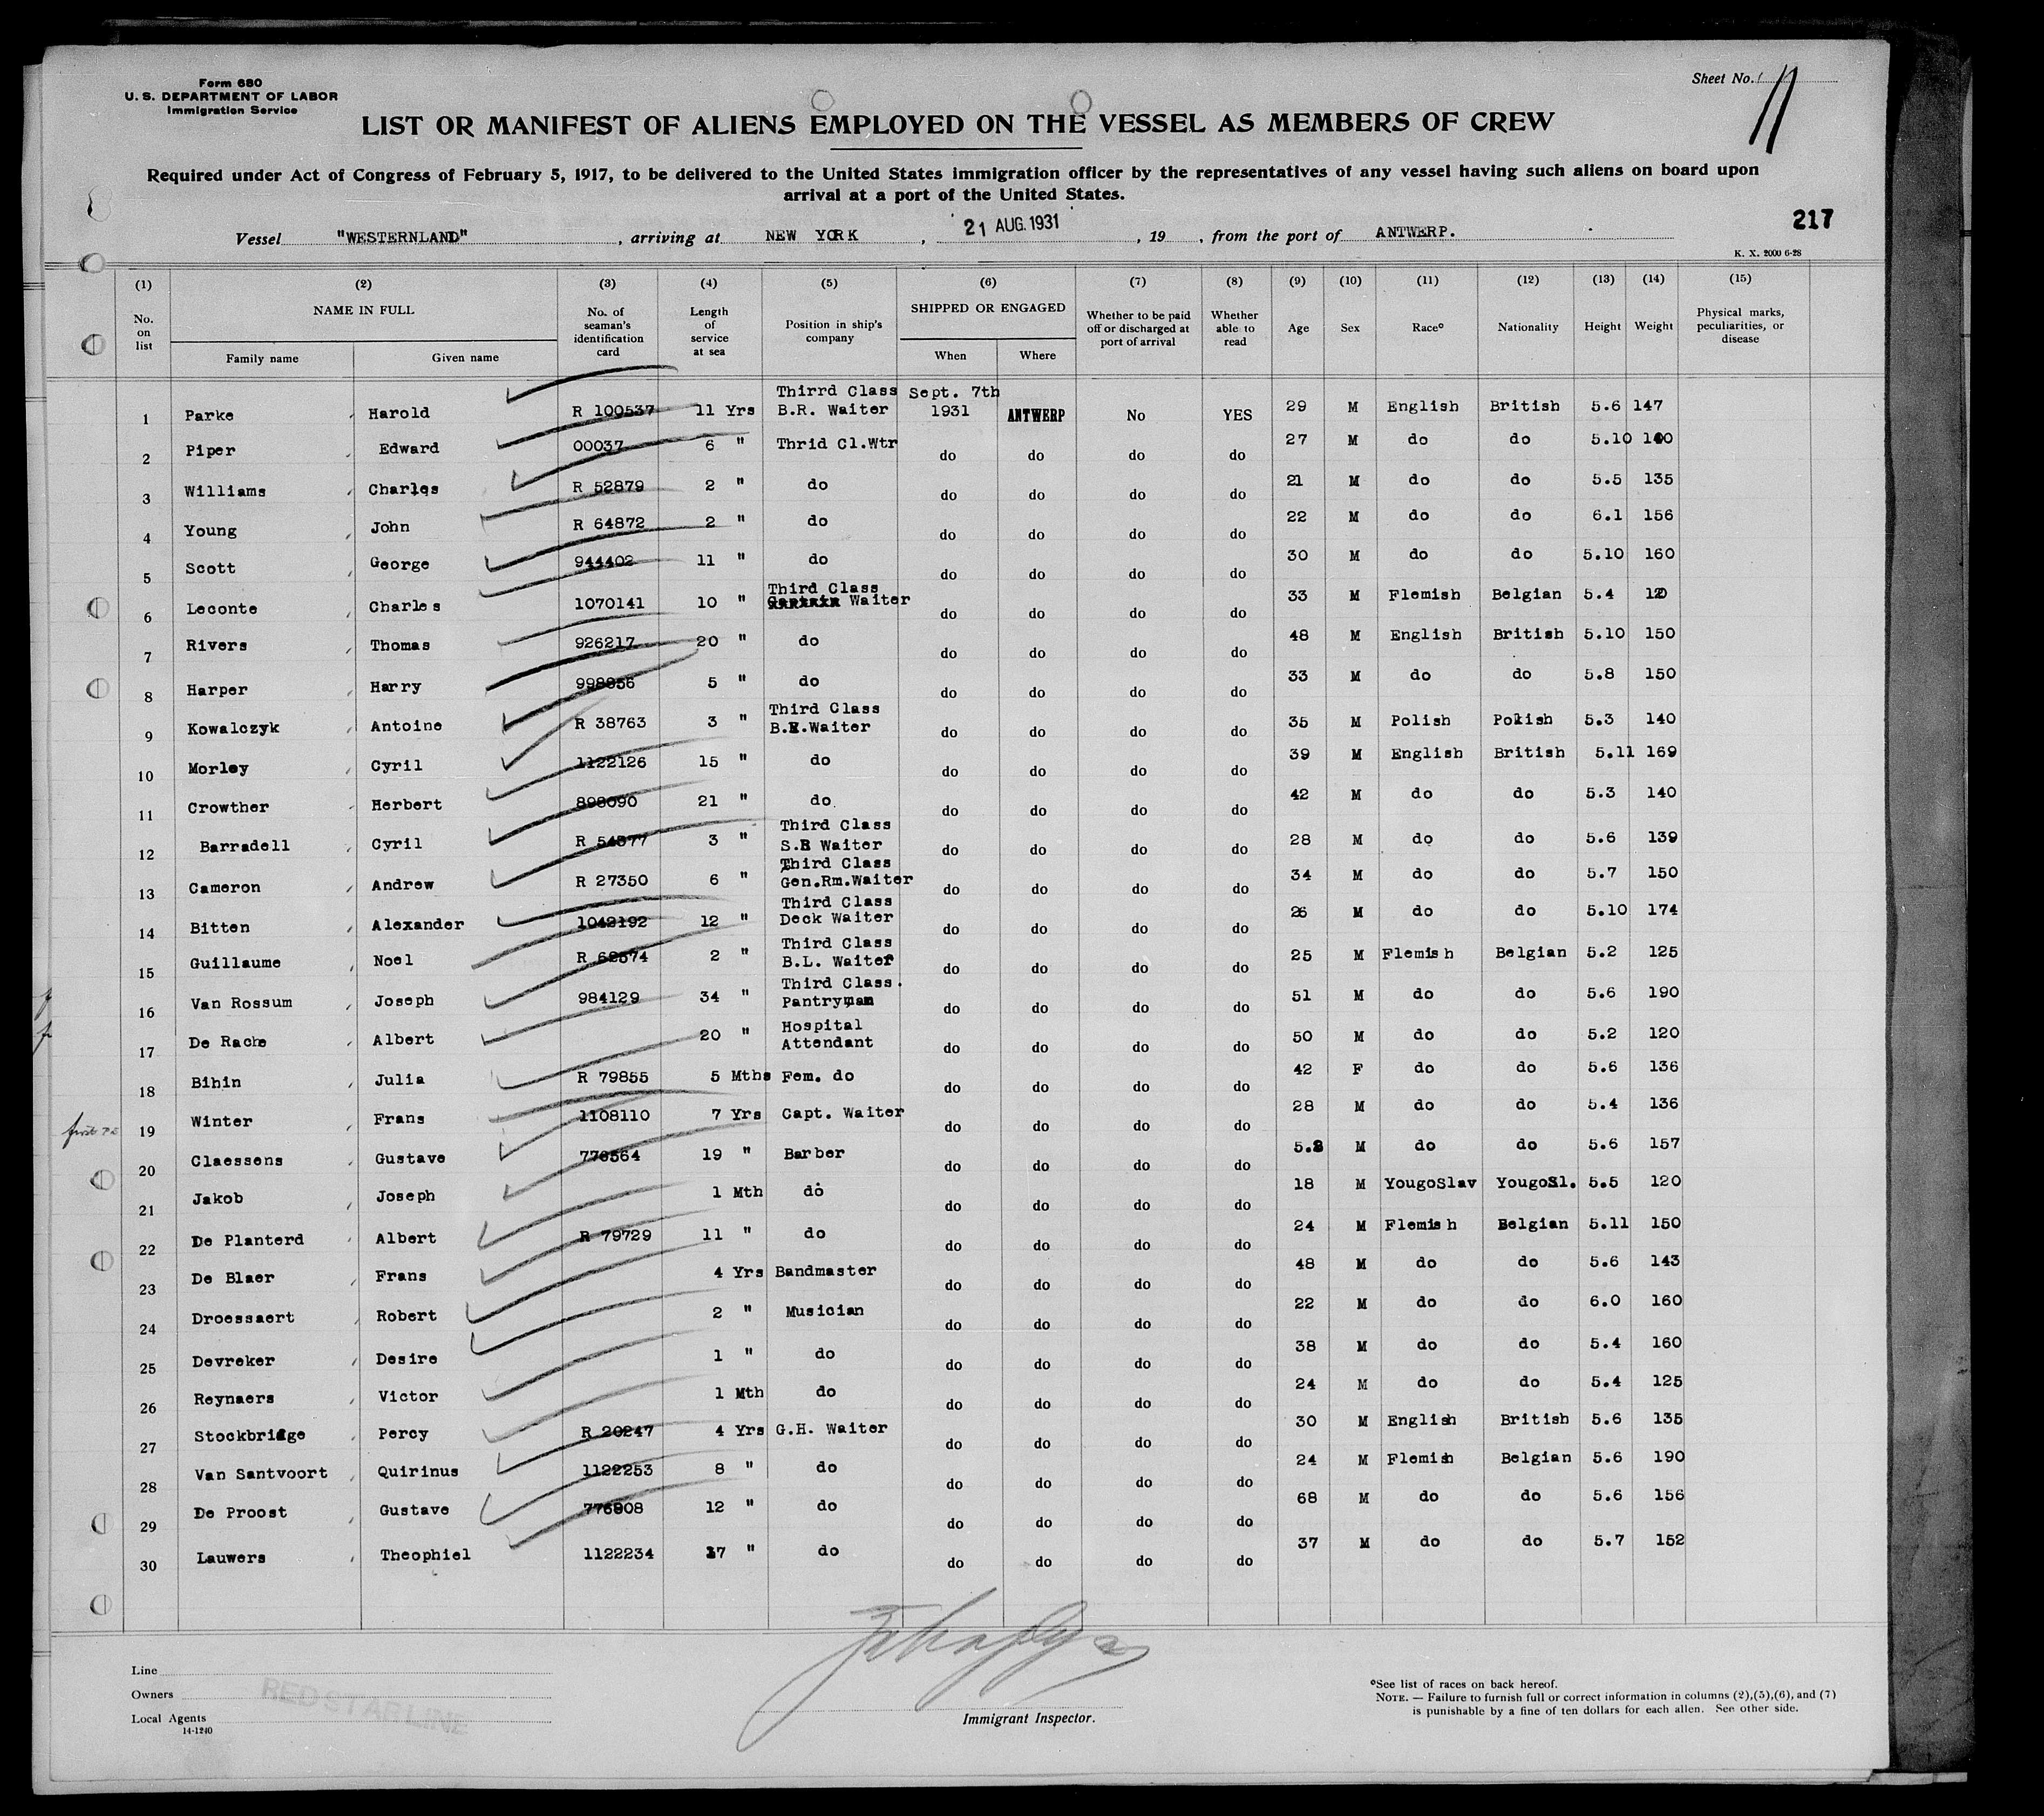 Form 680
U. S. DEPARTMENT OF LABOR
Immigration Service
Sheet No. 11
LIST OR MANIFEST OF ALIENS EMPLOYED ON THE VESSEL AS MEMBERS OF CREW
Required under Act of Congress of February 5, 1917, to be delivered to the United States immigration officer by the representatives of any vessel having such aliens on board upon
arrival at a port of the United States.
217
Vessel "WESTERNLAND", arriving at NEW YORK, 21 AUG. 1931, 19 , from the port of ANTWERP.
K. X. 2000 6-28
(1) (2) (3) (4) (5) (6) (7) (8) (9) (10) (11) (12) (13) (14) (15)
No. on list NAME IN FULL Family name Given name No. of seaman's identification card Length of service at sea Position in ship's company SHIPPED OR ENGAGED When Where Whether to be paid off or discharged at port of arrival Whether able to read Age Sex Race° Nationality Height Weight Physical marks, peculiarities, or disease
1 Parke Harold R 100537 11 Yrs Thirrd Class B.R. Waiter Sept. 7th 1931 ANTWERP No YES 29 M English British 5.6 147
2 Piper Edward 00037 6 " Thrid Cl.Wtr do do do do 27 M do do 5.10 140
3 Williams Charles R 52879 2 " do do do do do 21 M do do 5.5 135
4 Young John R 64872 2 " do do do do do 22 M do do 6.1 156
5 Scott George 944402 11 " do do do do do 30 M do do 5.10 160
6 Leconte Charles 1070141 10 " Third Class Waiter do do do do 33 M Flemish Belgian 5.4 120
7 Rivers Thomas 926217 20 " do do do do do 48 M English British 5.10 150
8 Harper Harry 998856 5 " do do do do do 33 M do do 5.8 150
9 Kowalczyk Antoine R 38763 3 " Third Class B.R.Waiter do do do do 35 M Polish Polish 5.3 140
10 Morley Cyril 1122126 15 " do do do do do 39 M English British 5.11 169
11 Crowther Herbert 898090 21 " do do do do do 42 M do do 5.3 140
12 Barradell Cyril R 54577 3 " Third Class S.R Waiter do do do do 28 M do do 5.6 139
13 Cameron Andrew R 27350 6 " Third Class Gen.Rm.Waiter do do do do 34 M do do 5.7 150
14 Bitten Alexander 1042192 12 " Third Class Deck Waiter do do do do 26 M do do 5.10 174
15 Guillaume Noel R 62574 2 " Third Class B.L. Waiter do do do do 25 M Flemish Belgian 5.2 125
16 Van Rossum Joseph 984129 34 " Third Class. Pantryman do do do do 51 M do do 5.6 190
17 De Rache Albert 20 " Hospital Attendant do do do do 50 M do do 5.2 120
18 Bihin Julia R 79855 5 Mths Fem. do do do do do 42 F do do 5.6 136
19 Winter Frans 1108110 7 Yrs Capt. Waiter do do do do 28 M do do 5.4 136
20 Claessens Gustave 778564 19 " Barber do do do do 5.2 M do do 5.6 157
21 Jakob Joseph 1 Mth do do do do do 18 M YougoSlav YougoSl. 5.5 120
22 De Planterd Albert R 79729 11 " do do do do do 24 M Flemish Belgian 5.11 150
23 De Blaer Frans 4 Yrs Bandmaster do do do do 48 M do do 5.6 143
24 Droessaert Robert 2 " Musician do do do do 22 M do do 6.0 160
25 Devreker Desire 1 " do do do do do 38 M do do 5.4 160
26 Reynaers Victor 1 Mth do do do do do 24 M do do 5.4 125
27 Stockbridge Percy R 20247 4 Yrs G.H. Waiter do do do do 30 M English British 5.6 135
28 Van Santvoort Quirinus 1122253 8 " do do do do do 24 M Flemish Belgian 5.6 190
29 De Proost Gustave 776808 12 " do do do do do 68 M do do 5.6 156
30 Lauwers Theophiel 1122234 17 " do do do do do 37 M do do 5.7 152
Line
Owners
Local Agents
RED STAR LINE
14-1240
Immigrant Inspector.
°See list of races on back hereof.
NOTE. — Failure to furnish full or correct information in columns (2),(5),(6), and (7)
is punishable by a fine of ten dollars for each alien. See other side.